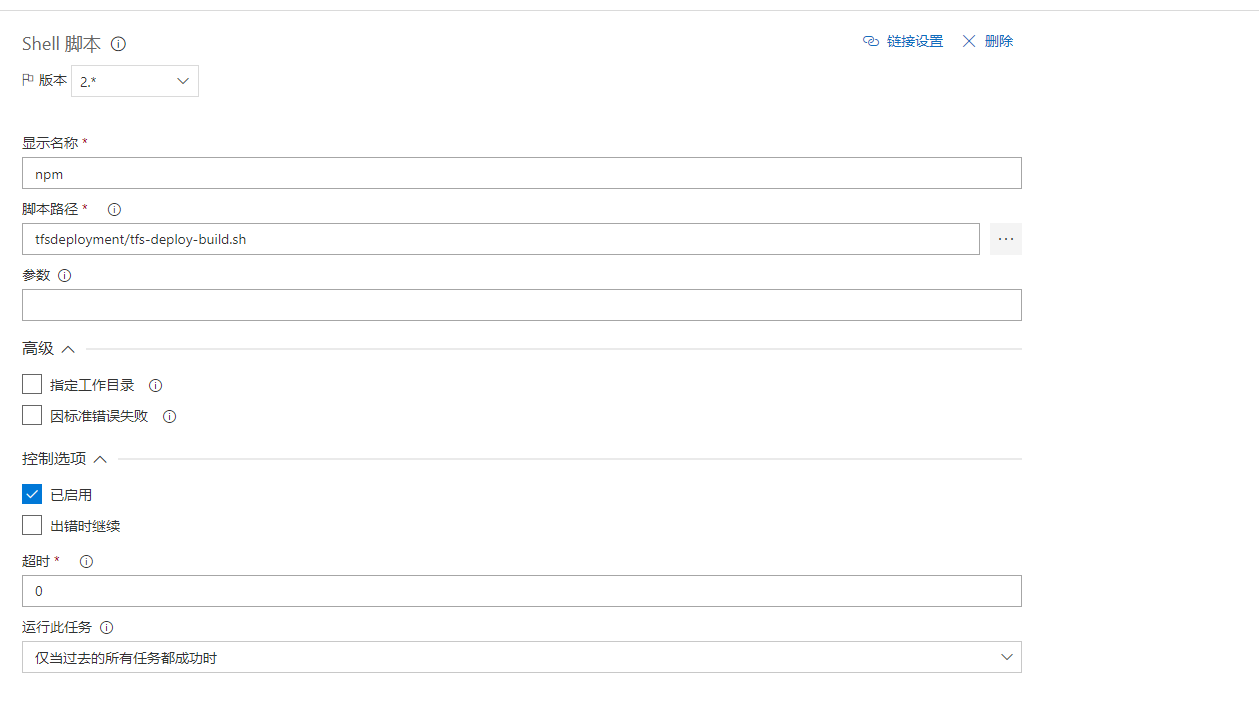 Shell 脚本
链接设置 删除
版本 2.*
显示名称 *
npm
脚本路径 *
tfsdeployment/tfs-deploy-build.sh
参数
高级
指定工作目录
因标准错误失败
控制选项
已启用
出错时继续
超时 *
0
运行此任务
仅当过去的所有任务都成功时